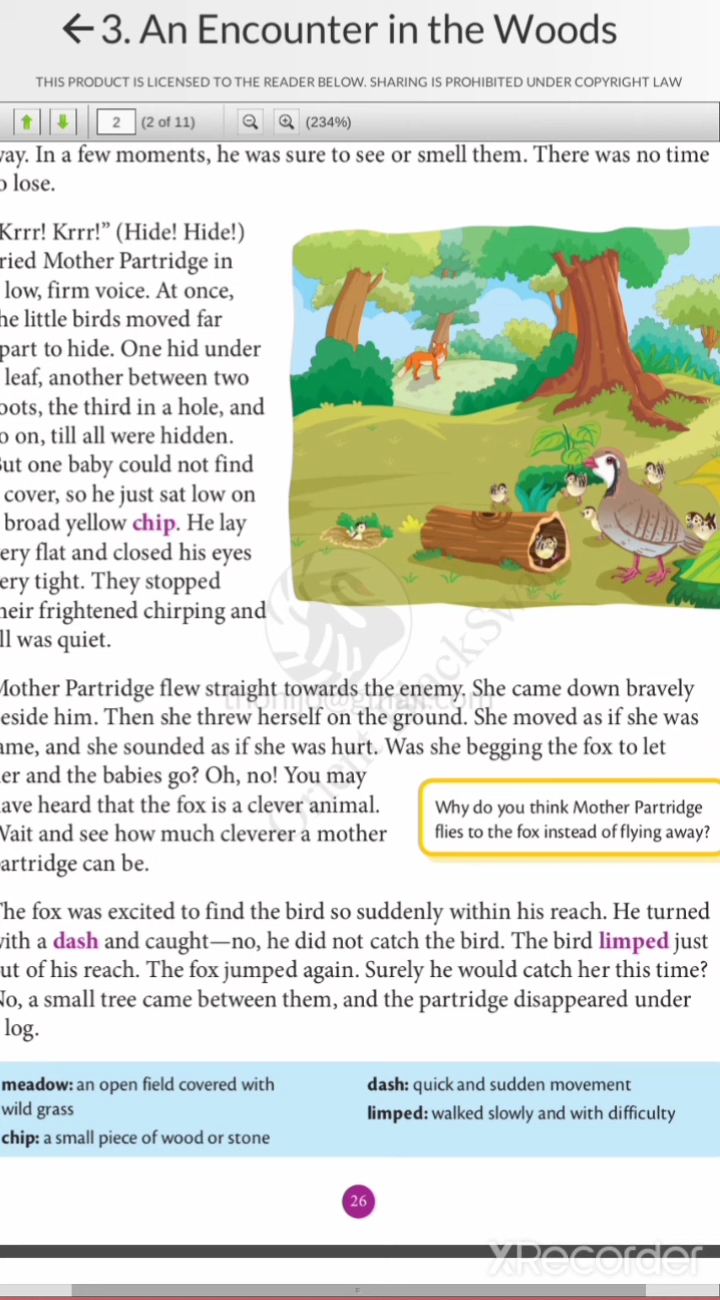 ←3. An Encounter in the Woods
THIS PRODUCT IS LICENSED TO THE READER BELOW. SHARING IS PROHIBITED UNDER COPYRIGHT LAW
2 (2 of 11) (234%)
way. In a few moments, he was sure to see or smell them. There was no time
o lose.
Krrr! Krrr!” (Hide! Hide!)
ried Mother Partridge in
low, firm voice. At once,
he little birds moved far
part to hide. One hid under
leaf, another between two
oots, the third in a hole, and
o on, till all were hidden.
But one baby could not find
cover, so he just sat low on
broad yellow chip. He lay
ery flat and closed his eyes
ery tight. They stopped
heir frightened chirping and
ll was quiet.
Mother Partridge flew straight towards the enemy. She came down bravely
eside him. Then she threw herself on the ground. She moved as if she was
ame, and she sounded as if she was hurt. Was she begging the fox to let
er and the babies go? Oh, no! You may
ave heard that the fox is a clever animal.
Wait and see how much cleverer a mother
artridge can be.
Why do you think Mother Partridge
flies to the fox instead of flying away?
The fox was excited to find the bird so suddenly within his reach. He turned
with a dash and caught—no, he did not catch the bird. The bird limped just
ut of his reach. The fox jumped again. Surely he would catch her this time?
No, a small tree came between them, and the partridge disappeared under
log.
meadow: an open field covered with
wild grass
chip: a small piece of wood or stone
dash: quick and sudden movement
limped: walked slowly and with difficulty
26
XRecorder